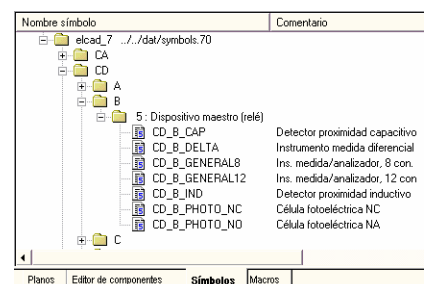 Nombre símbolo Comentario
elcad_7 ../../dat/symbols.70
CA
CD
A
B
5 : Dispositivo maestro (relé)
CD_B_CAP Detector proximidad capacitivo
CD_B_DELTA Instrumento medida diferencial
CD_B_GENERAL8 Ins. medida/analizador, 8 con.
CD_B_GENERAL12 Ins. medida/analizador, 12 con
CD_B_IND Detector proximidad inductivo
CD_B_PHOTO_NC Célula fotoeléctrica NC
CD_B_PHOTO_NO Célula fotoeléctrica NA
C
Planos Editor de componentes Símbolos Macros